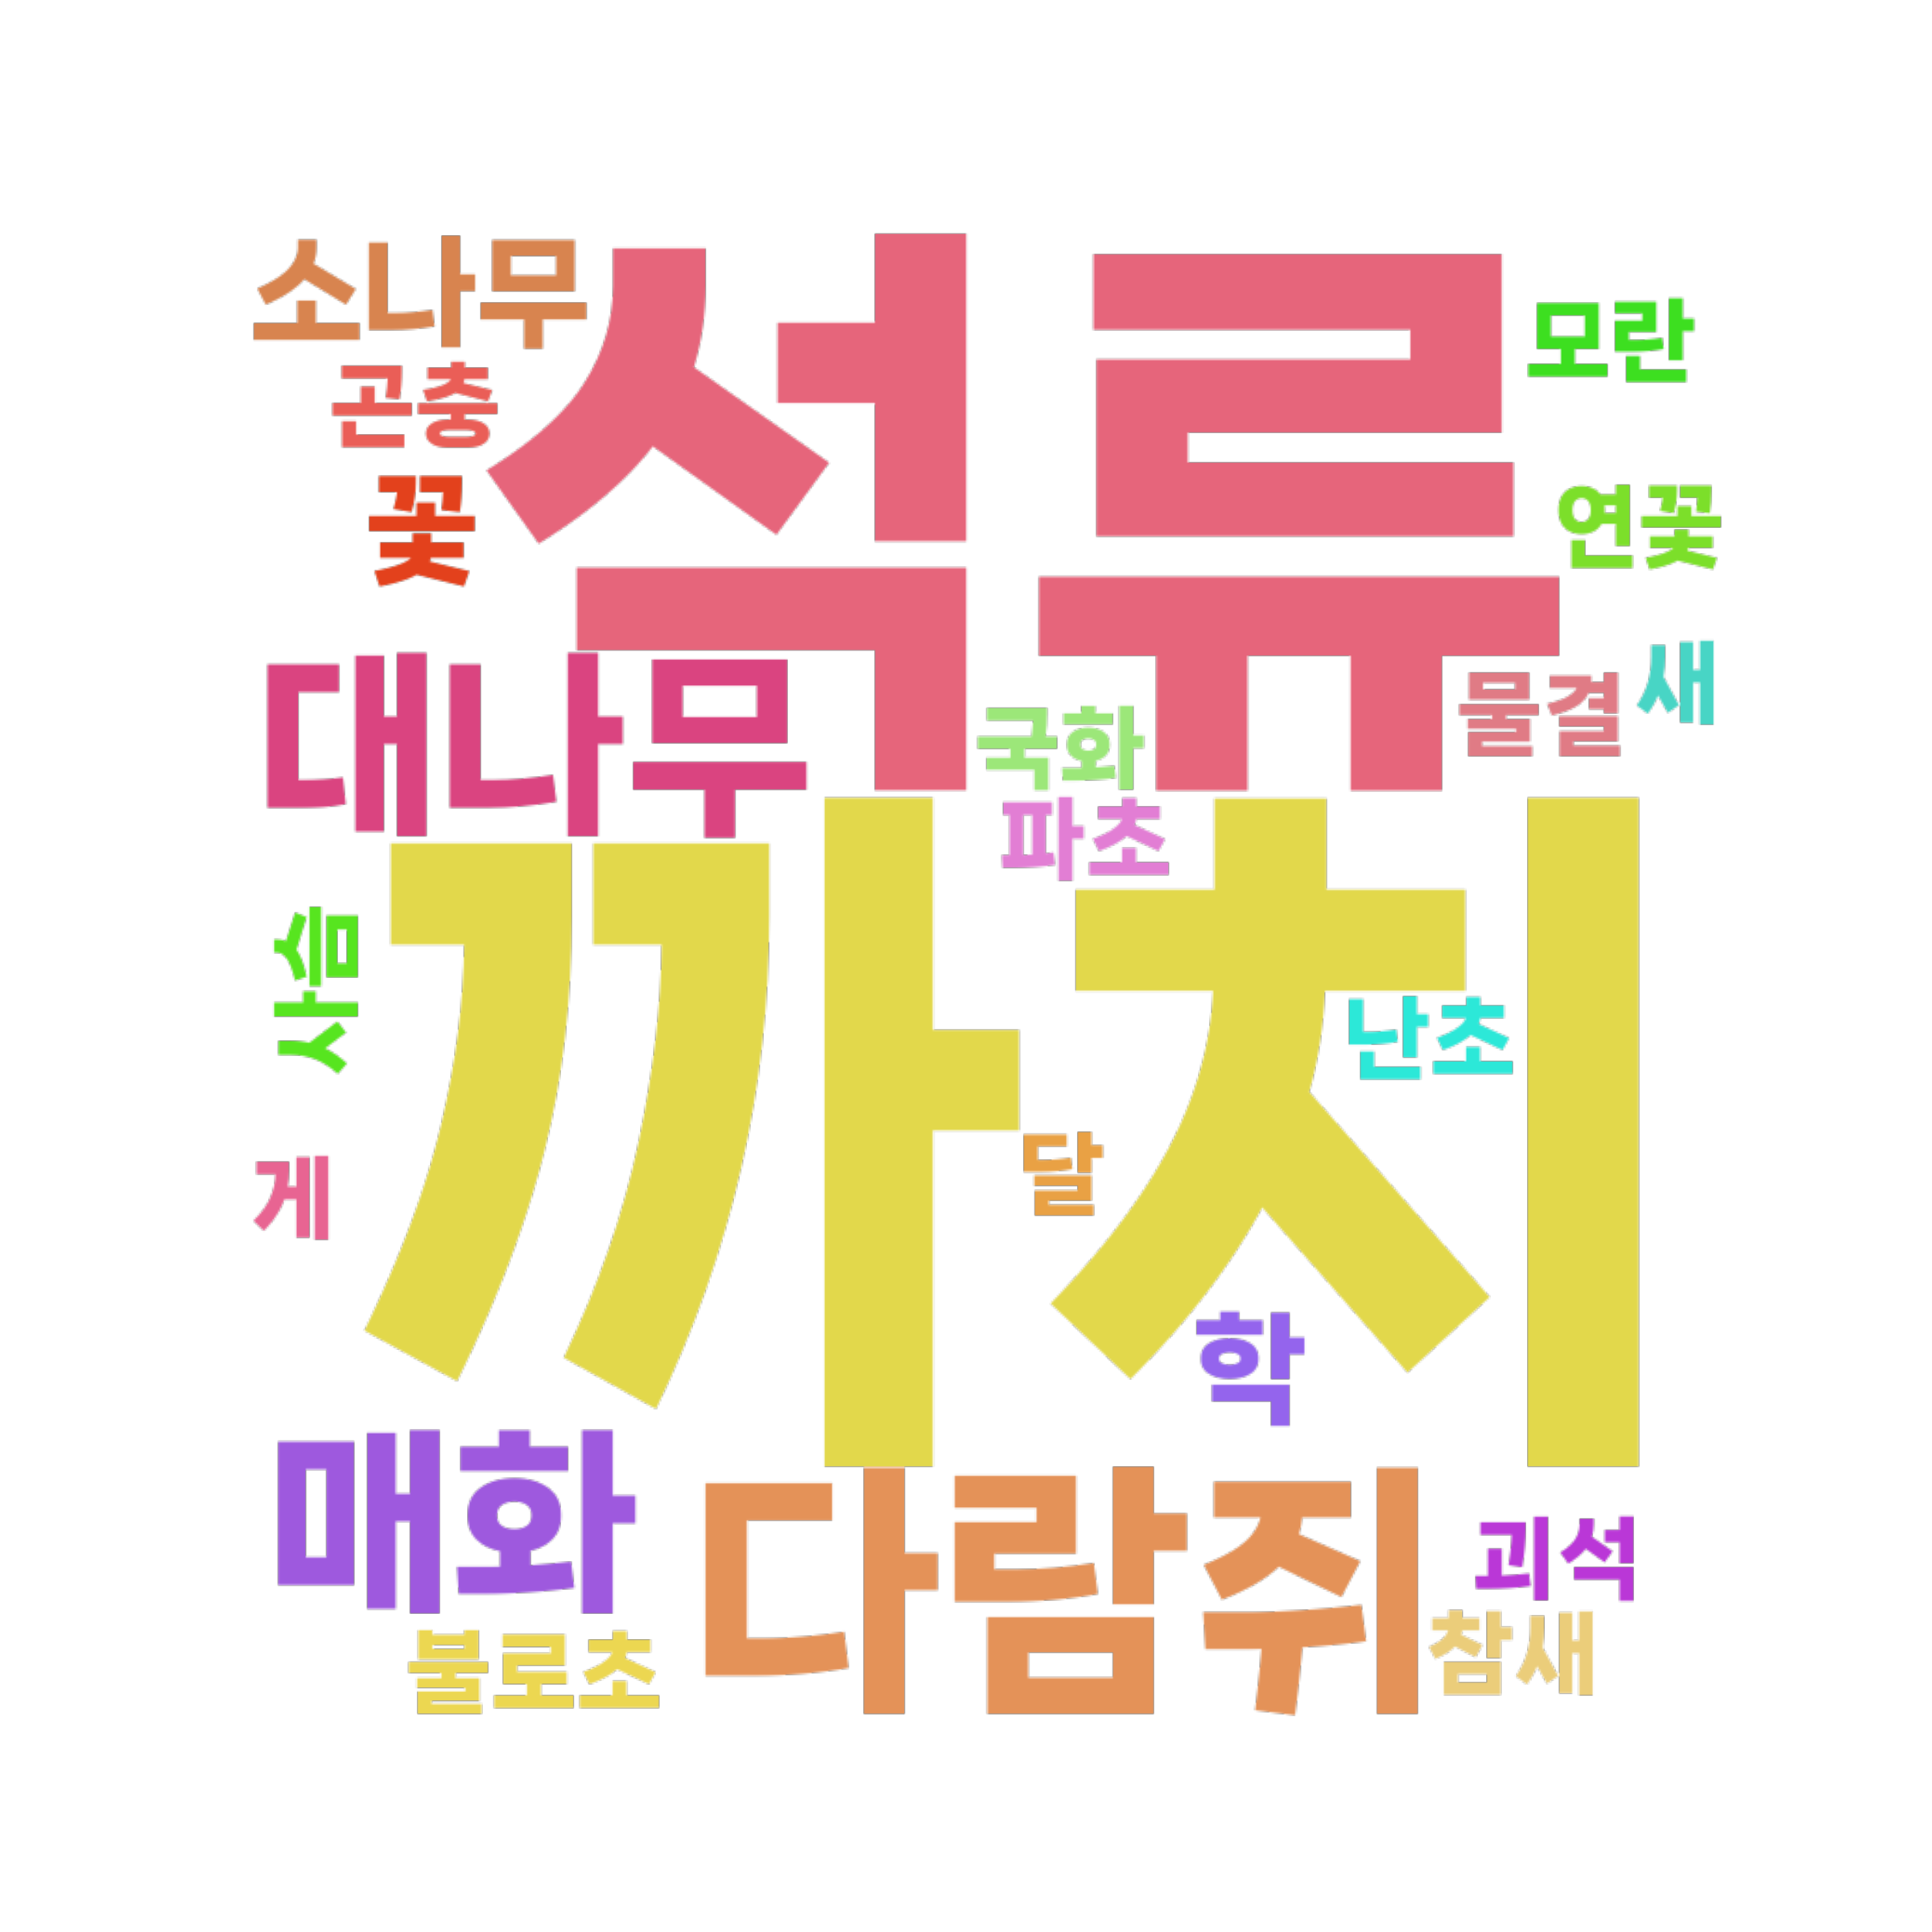 소나무
석류
모란
곤충
꽃
연꽃
대나무
국화
물결
새
파초
까치
사슴
난초
게
달
학
매화
다람쥐
괴석
불로초
참새